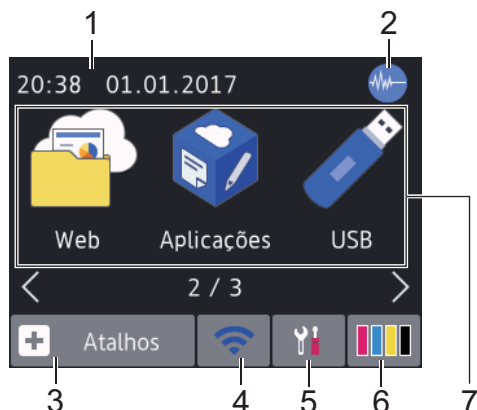 1 2
20:38 01.01.2017
Web Aplicações USB
7
< 2 / 3 >
+ Atalhos
3 4 5 6